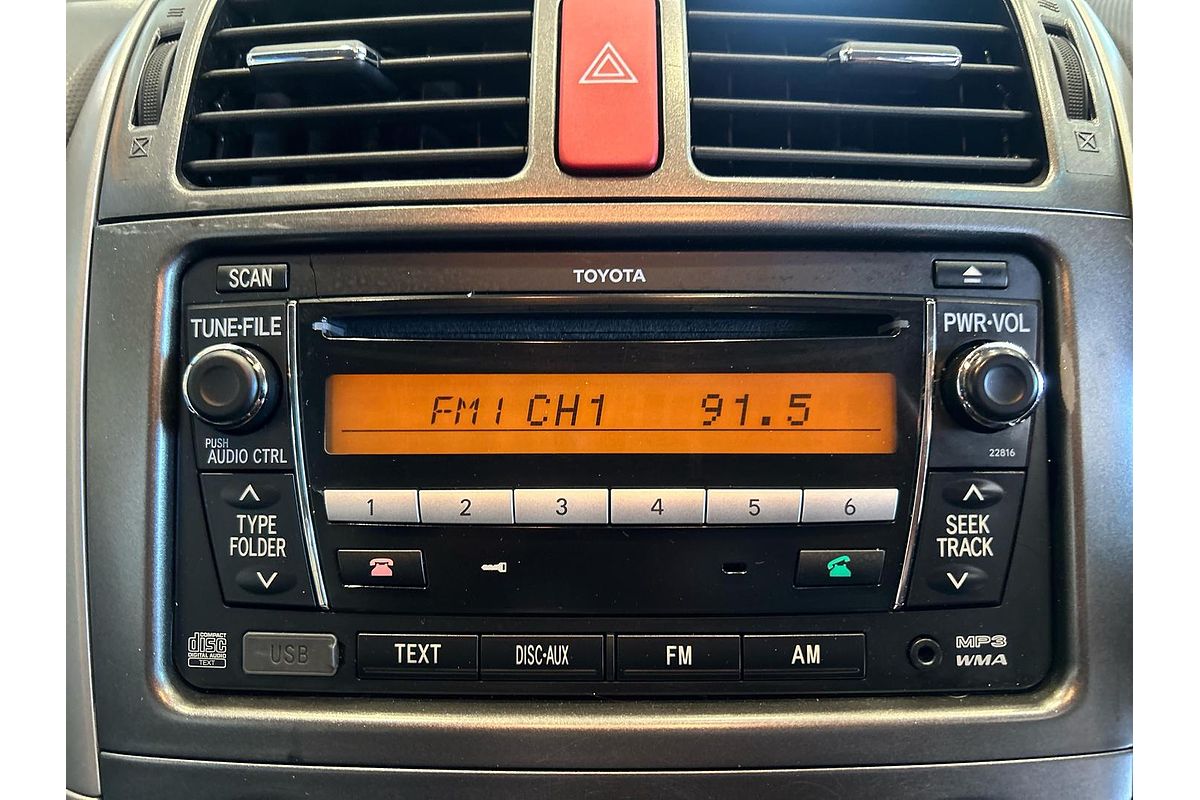 SCAN
TOYOTA
TUNE•FILE
PWR•VOL
FM1 CH1 91.5
PUSH
AUDIO CTRL
22816
1 2 3 4 5 6
TYPE
FOLDER
SEEK
TRACK
COMPACT
disc
DIGITAL AUDIO
TEXT
USB
TEXT
DISC•AUX
FM
AM
MP3
WMA